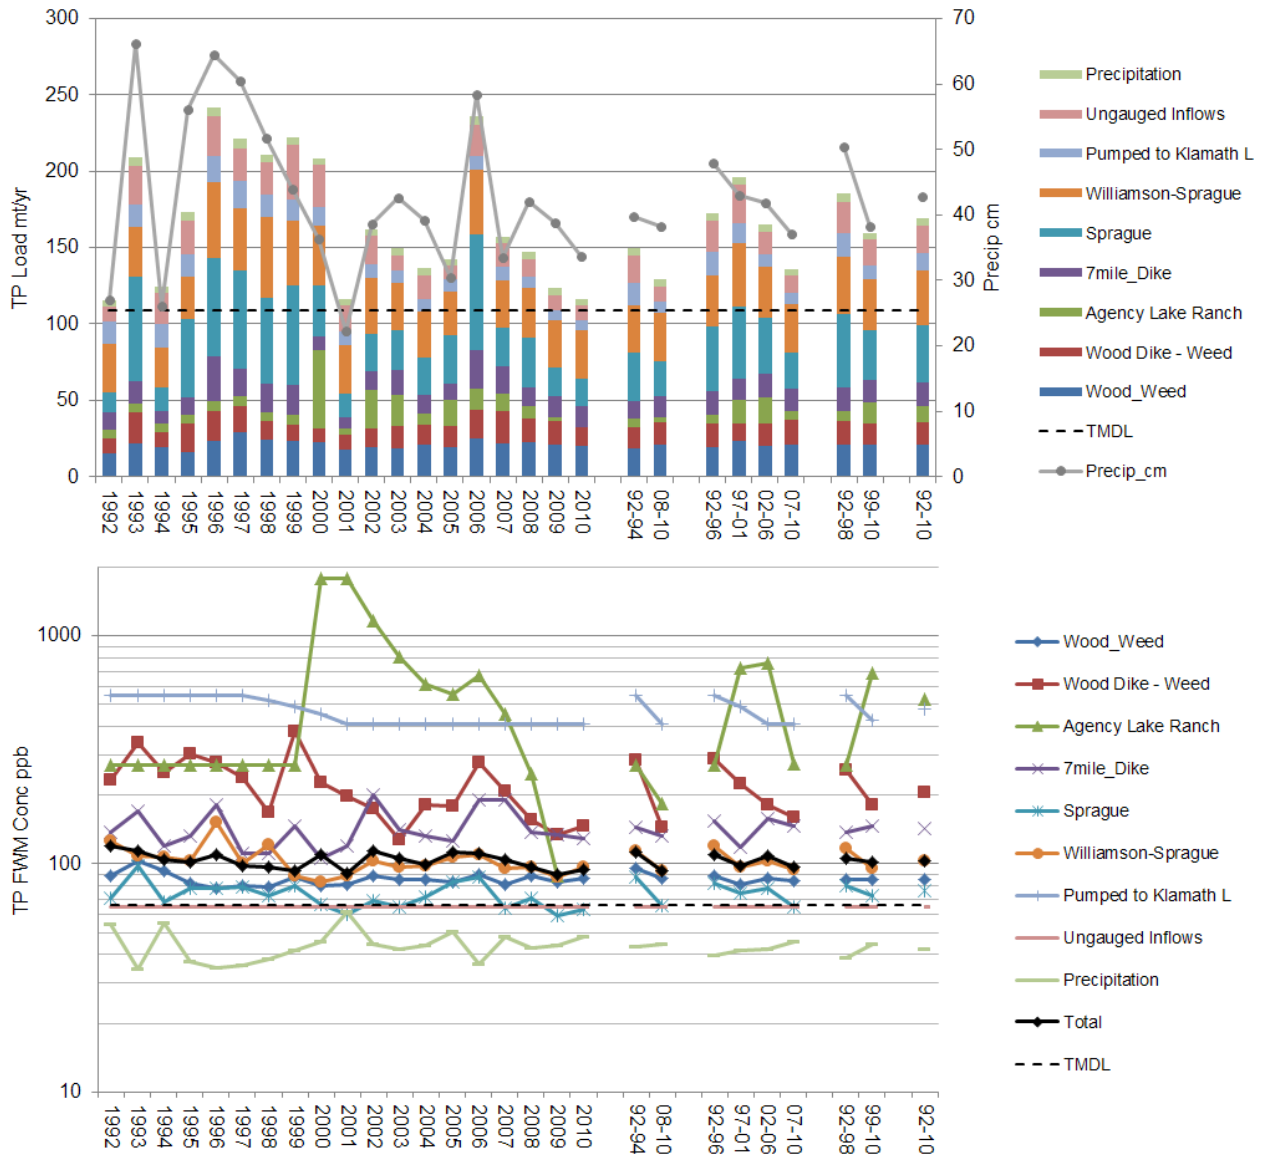 TP Load mt/yr
300
250
200
150
100
50
0
70
60
50
40
30
20
10
0
Precip cm
1992
1993
1994
1995
1996
1997
1998
1999
2000
2001
2002
2003
2004
2005
2006
2007
2008
2009
2010
92-94
08-10
92-96
97-01
02-06
07-10
92-98
99-10
92-10
Precipitation
Ungauged Inflows
Pumped to Klamath L
Williamson-Sprague
Sprague
7mile_Dike
Agency Lake Ranch
Wood Dike - Weed
Wood_Weed
TMDL
Precip_cm
TP FWM Conc ppb
1000
100
10
1992
1993
1994
1995
1996
1997
1998
1999
2000
2001
2002
2003
2004
2005
2006
2007
2008
2009
2010
92-94
08-10
92-96
97-01
02-06
07-10
92-98
99-10
92-10
Wood_Weed
Wood Dike - Weed
Agency Lake Ranch
7mile_Dike
Sprague
Williamson-Sprague
Pumped to Klamath L
Ungauged Inflows
Precipitation
Total
TMDL